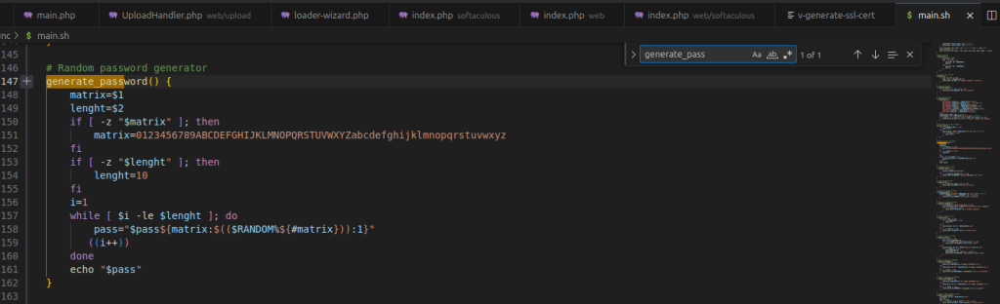 main.php
UploadHandler.php web/upload
loader-wizard.php
index.php softaculous
index.php web
index.php web/softaculous
v-generate-ssl-cert
$ main.sh
nc > $ main.sh
generate_pass
Aa ab .* 1 of 1
145
146 # Random password generator
147 generate_password() {
148 matrix=$1
149 lenght=$2
150 if [ -z "$matrix" ]; then
151 matrix=0123456789ABCDEFGHIJKLMNOPQRSTUVWXYZabcdefghijklmnopqrstuvwxyz
152 fi
153 if [ -z "$lenght" ]; then
154 lenght=10
155 fi
156 i=1
157 while [ $i -le $lenght ]; do
158 pass="$pass${matrix:$(($RANDOM%${#matrix})):1}"
159 ((i++))
160 done
161 echo "$pass"
162 }
163